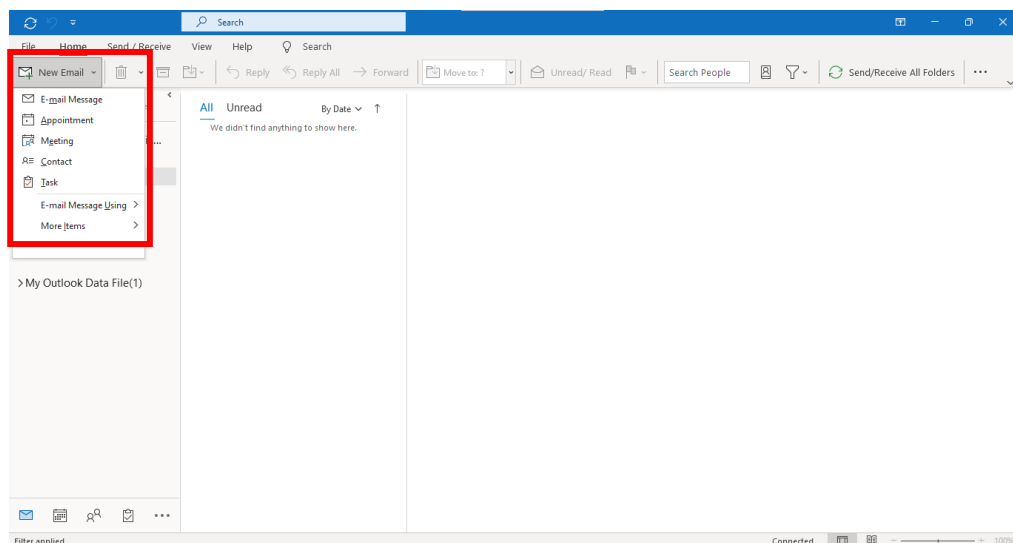 Search
File Home Send / Receive View Help Search
New Email Reply Reply All Forward Move to: ? Unread/ Read Search People Send/Receive All Folders ...
E-mail Message
Appointment
Meeting
Contact
Task
E-mail Message Using
More Items
...
All Unread By Date
We didn't find anything to show here.
My Outlook Data File(1)
Filter applied Connected 100%